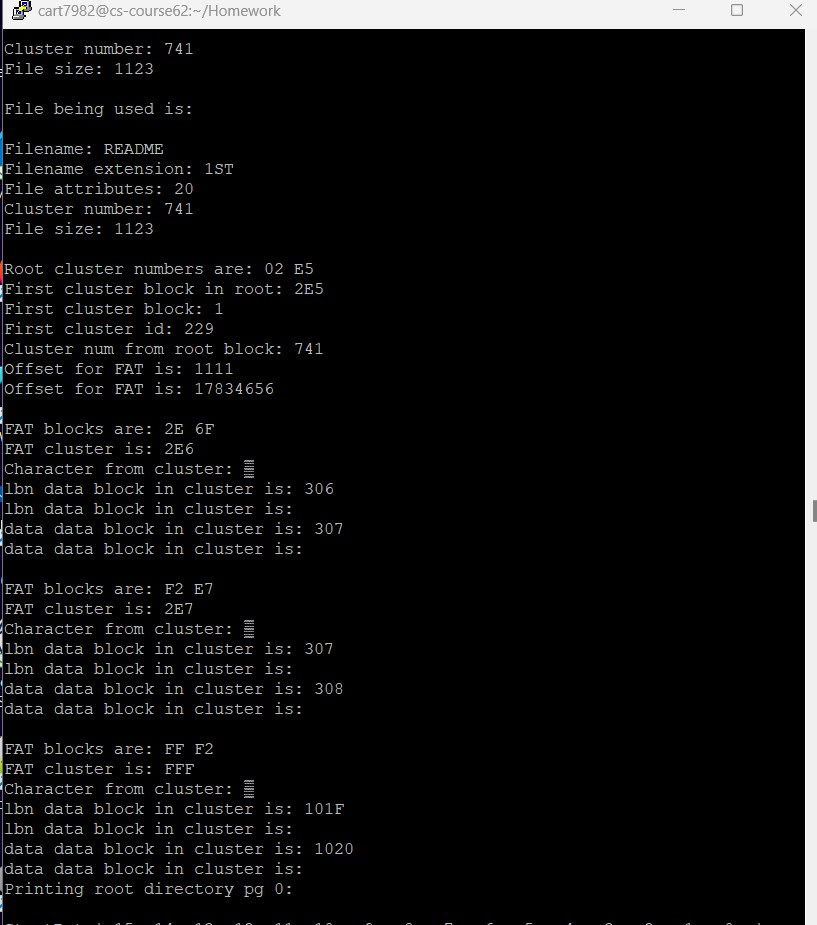 cart7982@cs-course62:~/Homework
Cluster number: 741
File size: 1123
File being used is:
Filename: README
Filename extension: 1ST
File attributes: 20
Cluster number: 741
File size: 1123
Root cluster numbers are: 02 E5
First cluster block in root: 2E5
First cluster block: 1
First cluster id: 229
Cluster num from root block: 741
Offset for FAT is: 1111
Offset for FAT is: 17834656
FAT blocks are: 2E 6F
FAT cluster is: 2E6
Character from cluster:
lbn data block in cluster is: 306
lbn data block in cluster is:
data data block in cluster is: 307
data data block in cluster is:
FAT blocks are: F2 E7
FAT cluster is: 2E7
Character from cluster:
lbn data block in cluster is: 307
lbn data block in cluster is:
data data block in cluster is: 308
data data block in cluster is:
FAT blocks are: FF F2
FAT cluster is: FFF
Character from cluster:
lbn data block in cluster is: 101F
lbn data block in cluster is:
data data block in cluster is: 1020
data data block in cluster is:
Printing root directory pg 0: